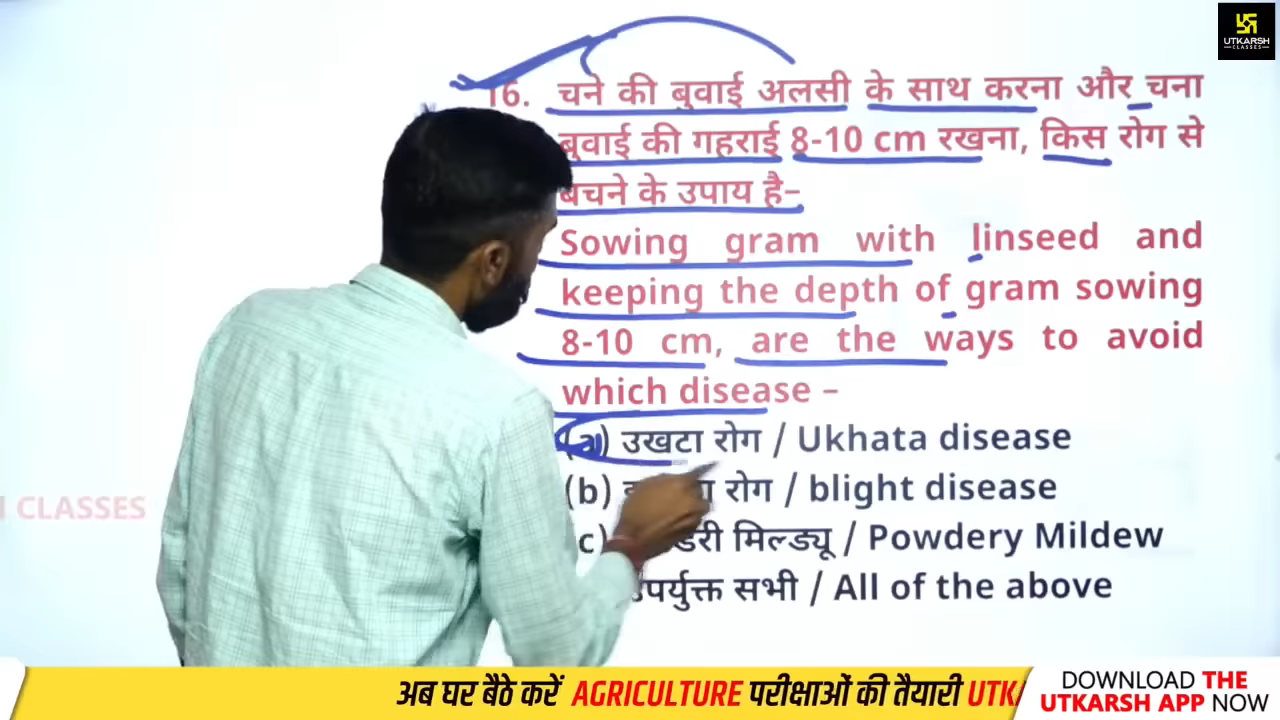 UTKARSH
CLASSES
16. चने की बुवाई अलसी के साथ करना और चना
बुवाई की गहराई 8-10 cm रखना, किस रोग से
बचने के उपाय है–
Sowing gram with linseed and
keeping the depth of gram sowing
8-10 cm, are the ways to avoid
which disease –
(a) उखटा रोग / Ukhata disease
(b) रोग / blight disease
c) मिल्ड्यू / Powdery Mildew
उपर्युक्त सभी / All of the above
CLASSES
अब घर बैठे करें AGRICULTURE परीक्षाओं की तैयारी
DOWNLOAD THE
UTKARSH APP NOW